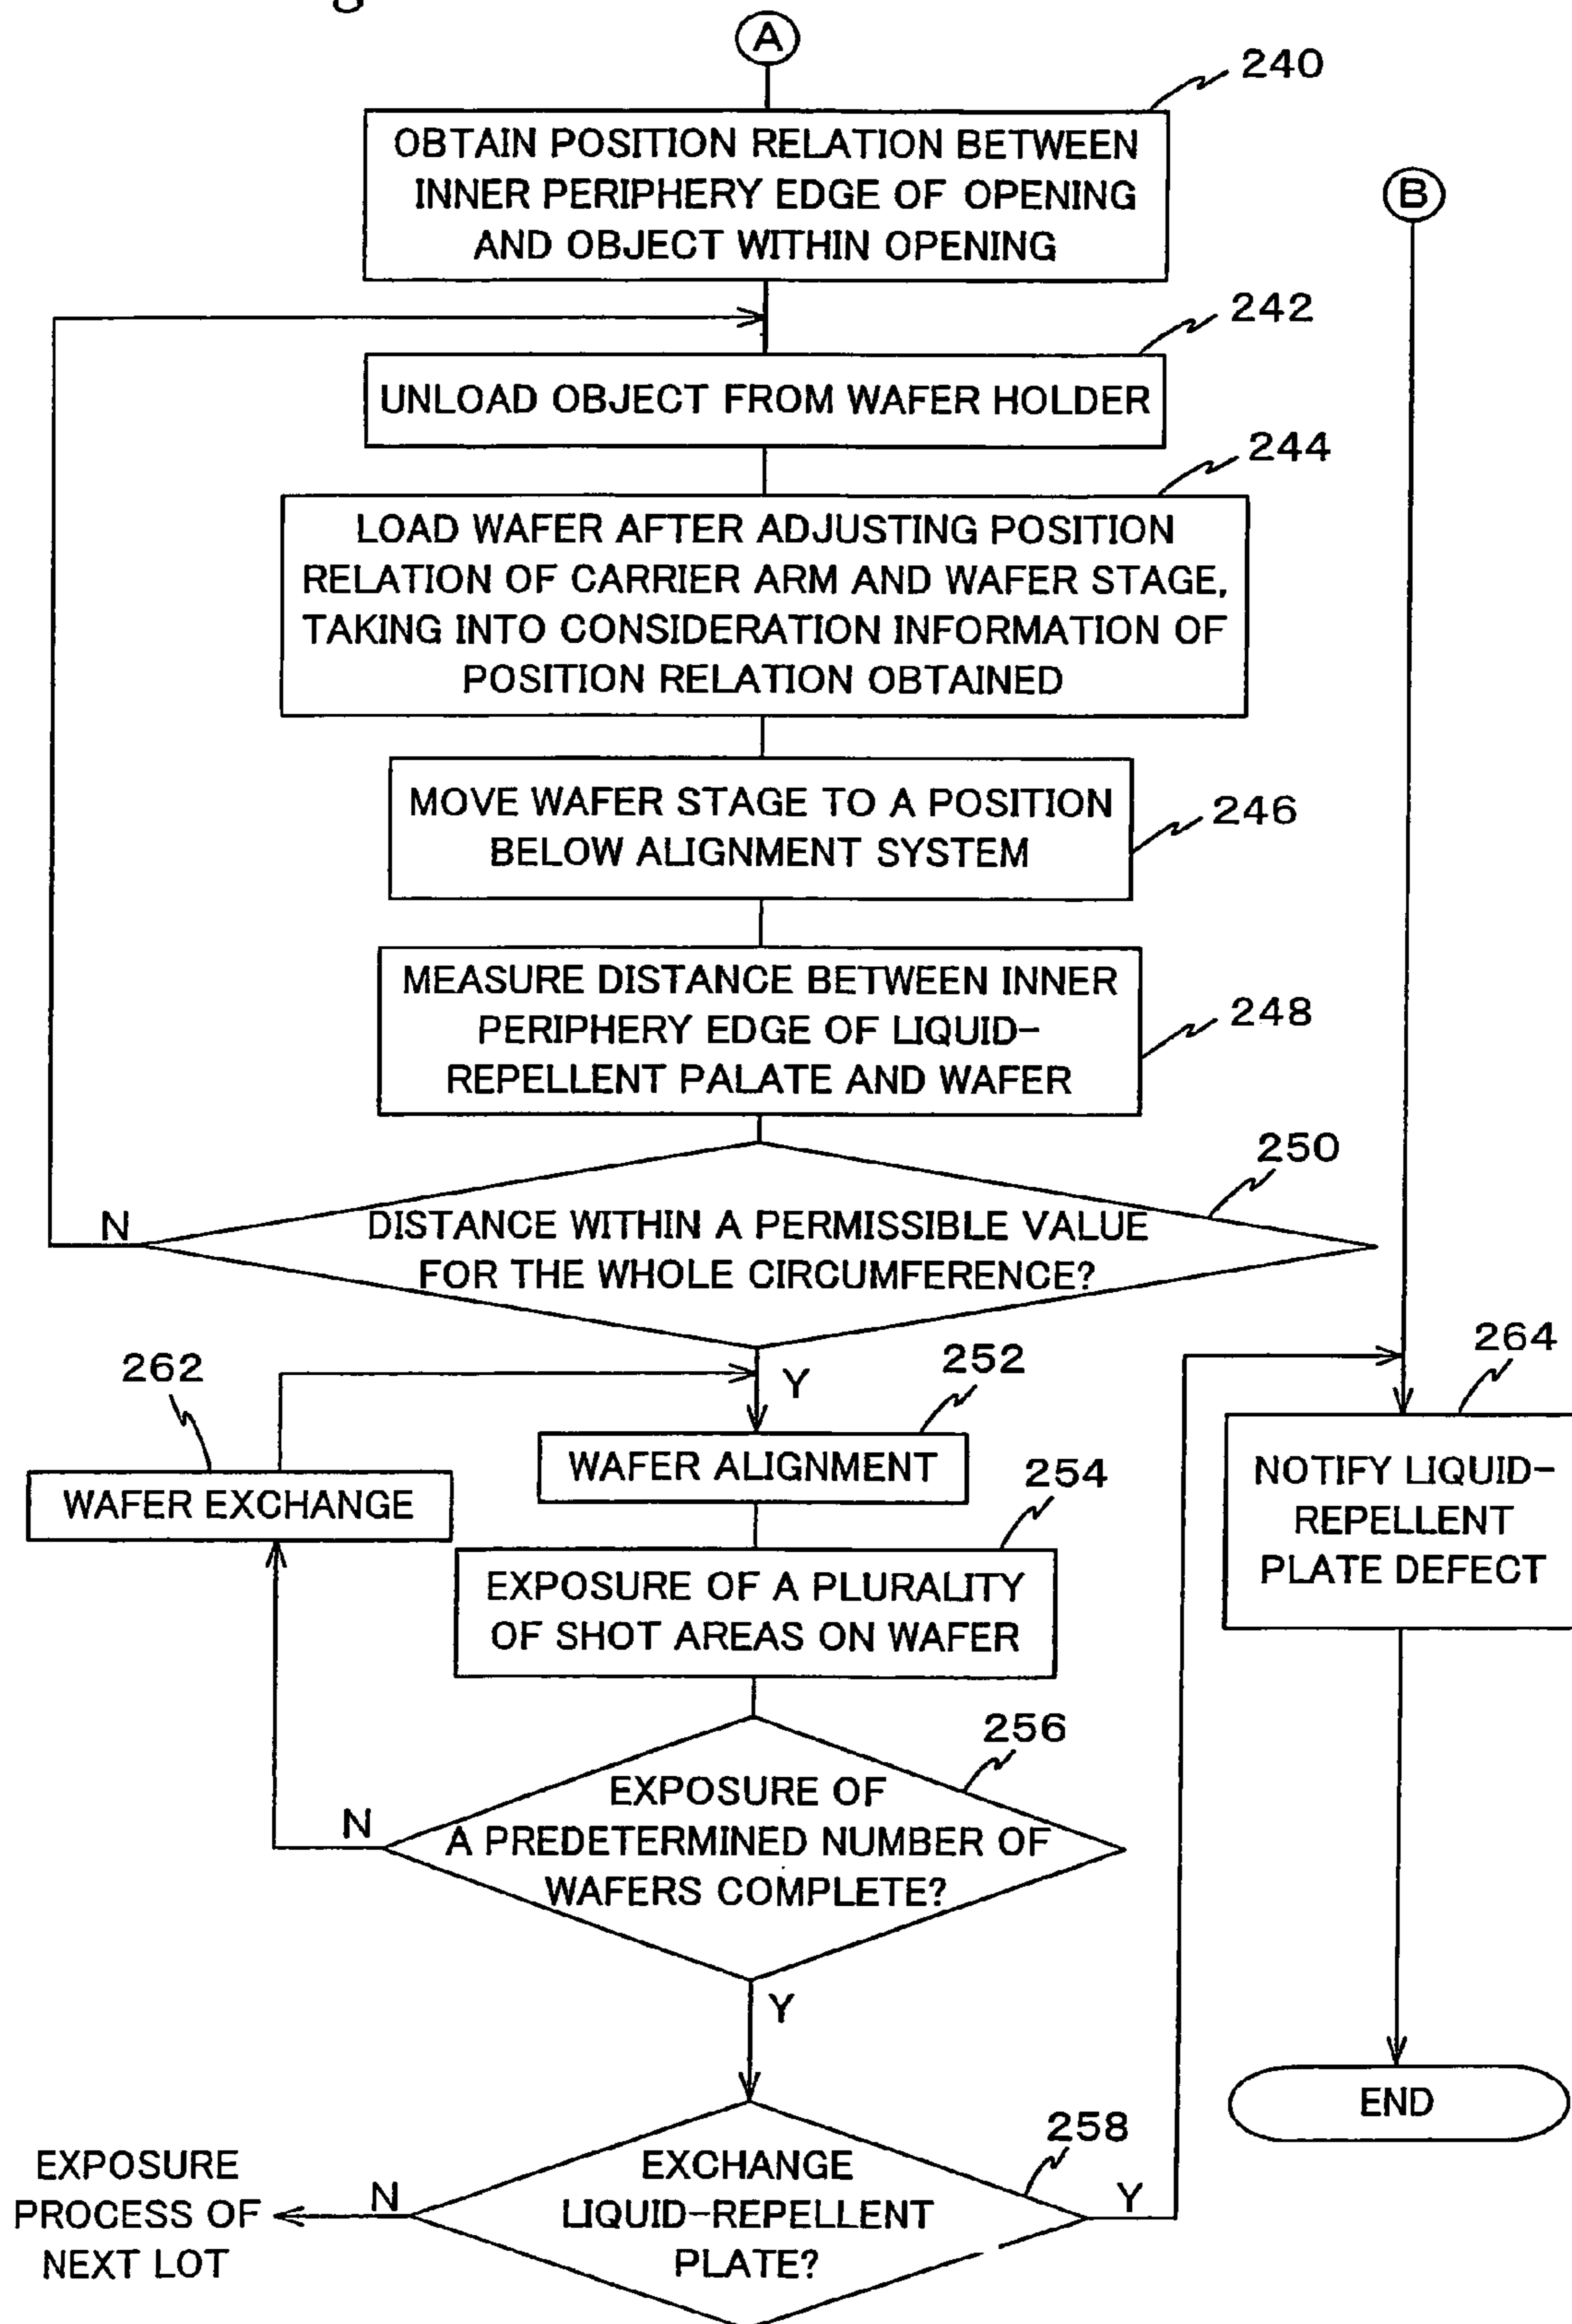 A
240
OBTAIN POSITION RELATION BETWEEN
INNER PERIPHERY EDGE OF OPENING
AND OBJECT WITHIN OPENING
B
242
UNLOAD OBJECT FROM WAFER HOLDER
244
LOAD WAFER AFTER ADJUSTING POSITION
RELATION OF CARRIER ARM AND WAFER STAGE,
TAKING INTO CONSIDERATION INFORMATION OF
POSITION RELATION OBTAINED
MOVE WAFER STAGE TO A POSITION
BELOW ALIGNMENT SYSTEM
246
MEASURE DISTANCE BETWEEN INNER
PERIPHERY EDGE OF LIQUID-
REPELLENT PALATE AND WAFER
248
250
N
DISTANCE WITHIN A PERMISSIBLE VALUE
FOR THE WHOLE CIRCUMFERENCE?
Y
262
WAFER EXCHANGE
252
WAFER ALIGNMENT
264
NOTIFY LIQUID-
REPELLENT
PLATE DEFECT
254
EXPOSURE OF A PLURALITY
OF SHOT AREAS ON WAFER
256
N
EXPOSURE OF
A PREDETERMINED NUMBER OF
WAFERS COMPLETE?
Y
END
258
EXCHANGE
LIQUID-REPELLENT
PLATE?
N
Y
EXPOSURE
PROCESS OF
NEXT LOT